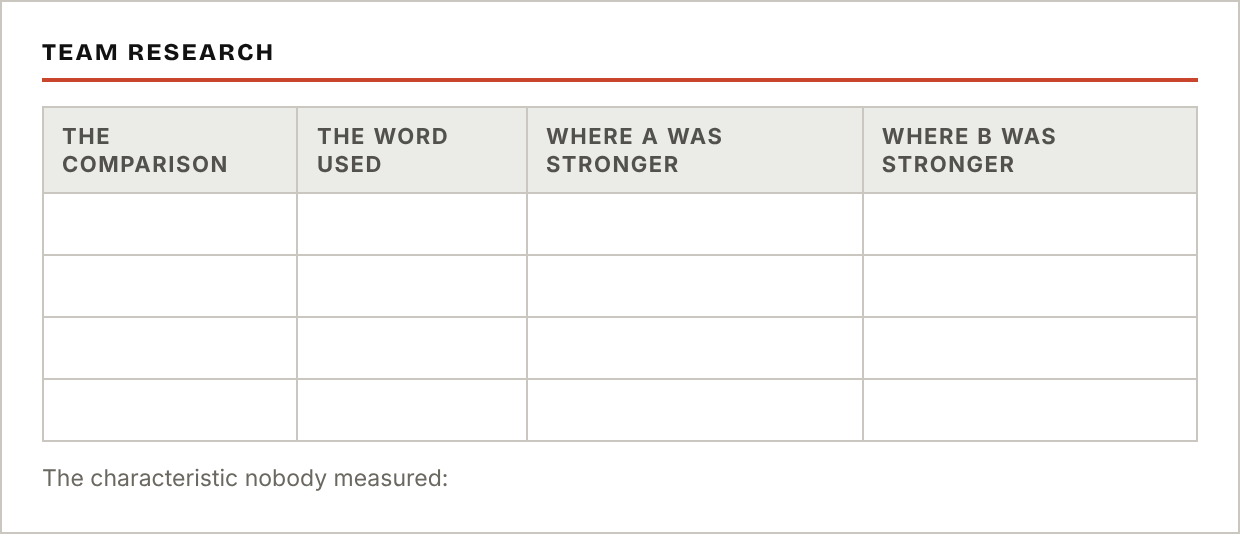 TEAM RESEARCH
THE COMPARISON
THE WORD USED
WHERE A WAS STRONGER
WHERE B WAS STRONGER
The characteristic nobody measured: